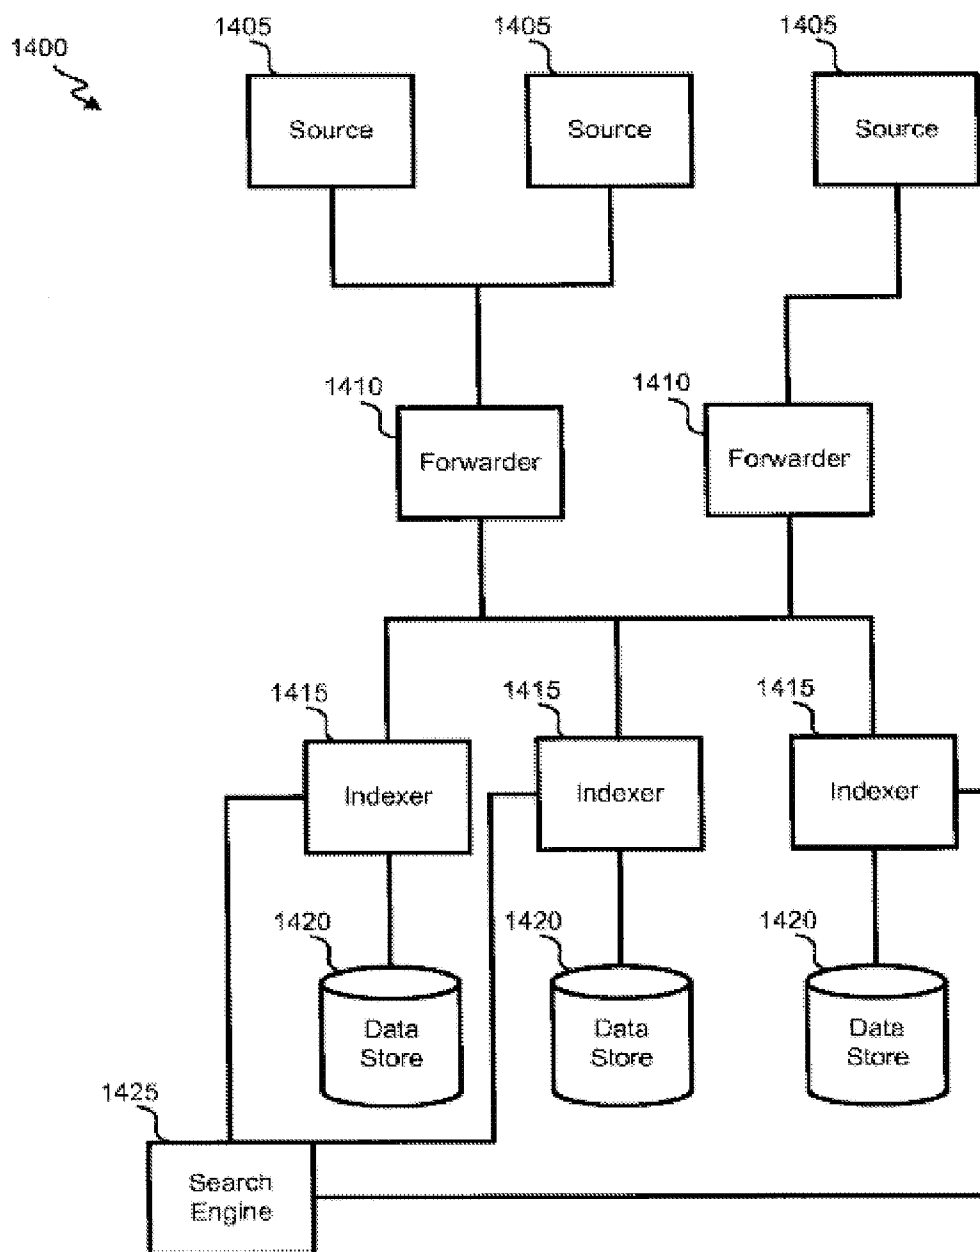 1400
1405
1405
1405
Source
Source
Source
1410
1410
Forwarder
Forwarder
1415
1415
1415
Indexer
Indexer
Indexer
1420
1420
1420
Data
Store
Data
Store
Data
Store
1425
Search
Engine